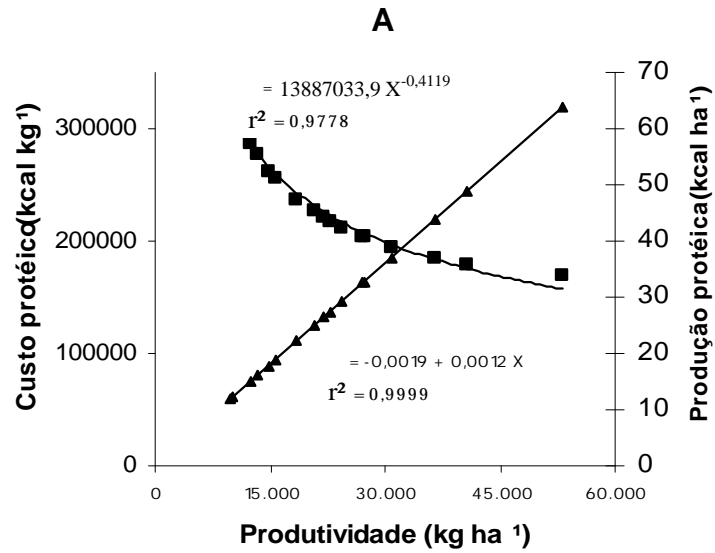 A
= 13887033,9 X-0,4119
r² = 0,9778
Custo protéico(kcal kg¹)
300000
200000
100000
0
70
60
50
40
30
20
10
0
Produção protéica(kcal ha¹)
= -0,0019 + 0,0012 X
r² = 0,9999
0
15.000
30.000
45.000
60.000
Produtividade (kg ha ¹)